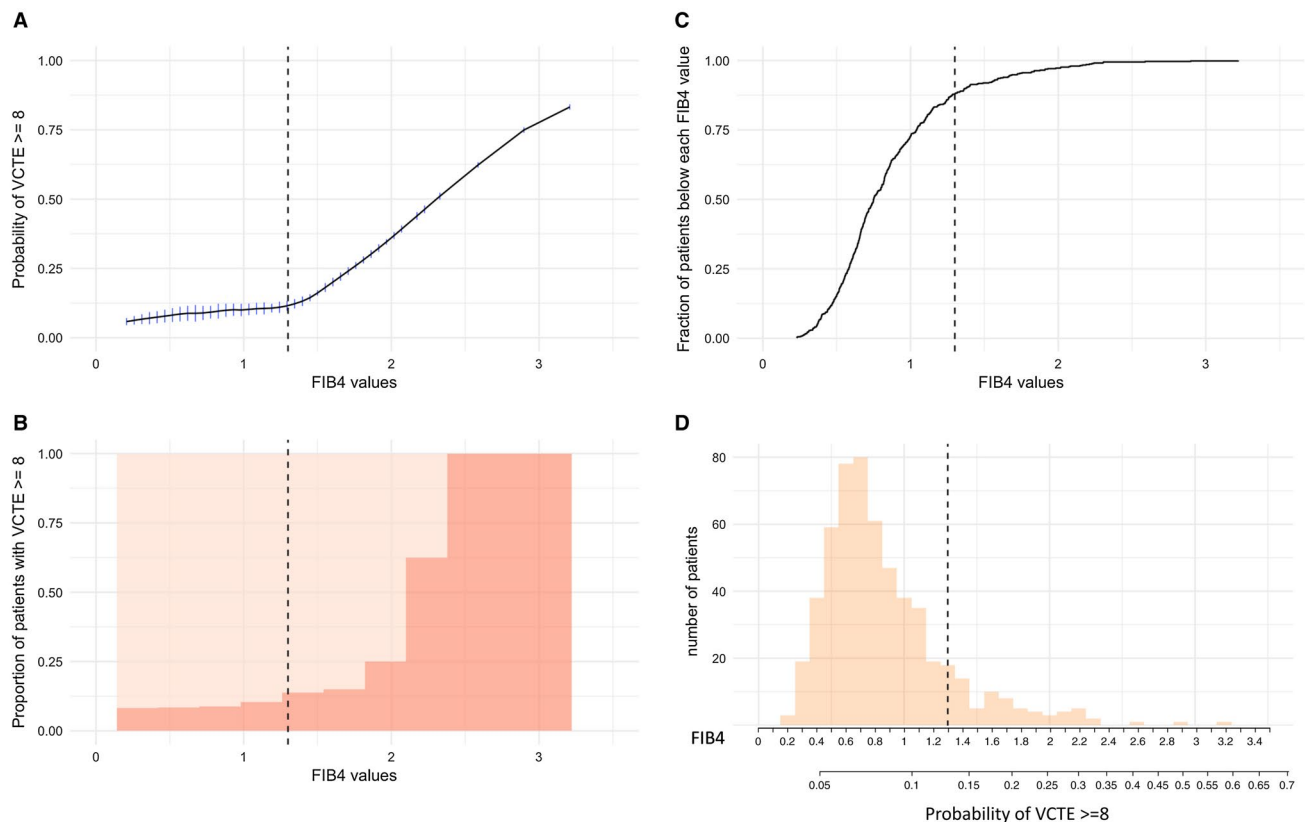 A
Probability of VCTE >= 8
1.00
0.75
0.50
0.25
0.00
0 1 2 3
FIB4 values
C
Fraction of patients below each FIB4 value
1.00
0.75
0.50
0.25
0.00
0 1 2 3
FIB4 values
B
Proportion of patients with VCTE >= 8
1.00
0.75
0.50
0.25
0.00
0 1 2 3
FIB4 values
D
number of patients
80
60
40
20
FIB4
0 0.2 0.4 0.6 0.8 1 1.2 1.4 1.6 1.8 2 2.2 2.4 2.6 2.8 3 3.2 3.4
0.05 0.1 0.15 0.2 0.25 0.3 0.35 0.4 0.45 0.5 0.55 0.6 0.65 0.7
Probability of VCTE >=8